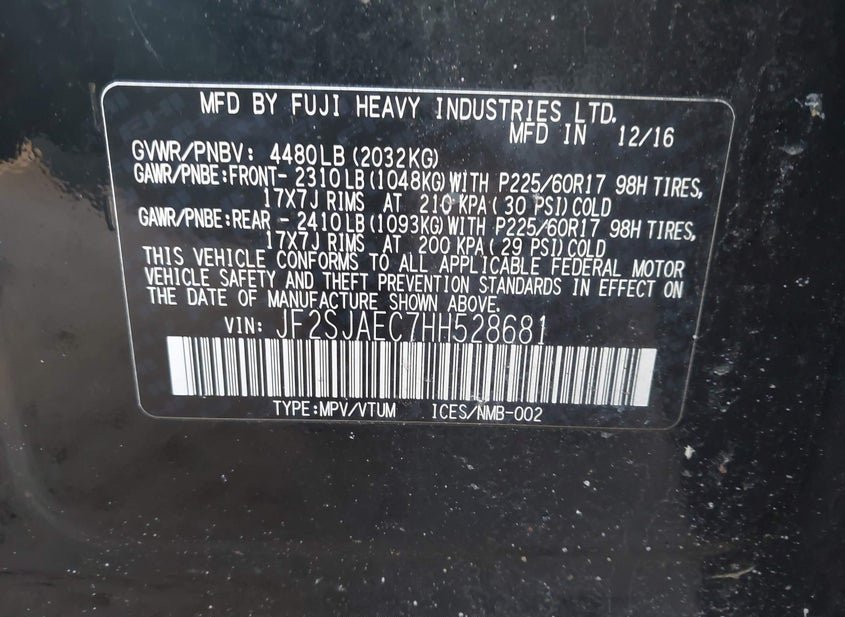 MFD BY FUJI HEAVY INDUSTRIES LTD.
MFD IN 12/16
GVWR/PNBV: 4480LB (2032KG)
GAWR/PNBE:FRONT- 2310LB (1048KG) WITH P225/60R17 98H TIRES,
17X7J RIMS AT 210 KPA( 30 PSI) COLD
GAWR/PNBE:REAR - 2410LB (1093KG) WITH P225/60R17 98H TIRES,
17X7J RIMS AT 200 KPA( 29 PSI) COLD
THIS VEHICLE CONFORMS TO ALL APPLICABLE FEDERAL MOTOR
VEHICLE SAFETY AND THEFT PREVENTION STANDARDS IN EFFECT ON
THE DATE OF MANUFACTURE SHOWN ABOVE.
VIN: JF2SJAEC7HH528681
TYPE:MPV/VTUM ICES/NMB-002